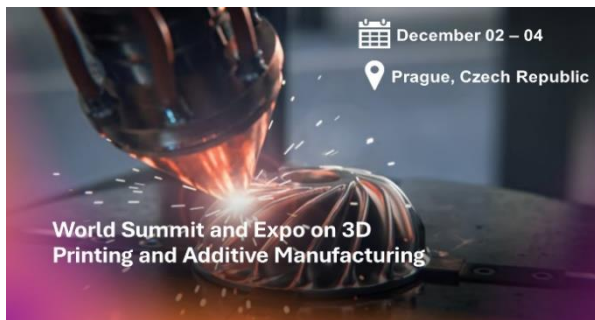 December 02 – 04
Prague, Czech Republic
World Summit and Expo on 3D
Printing and Additive Manufacturing